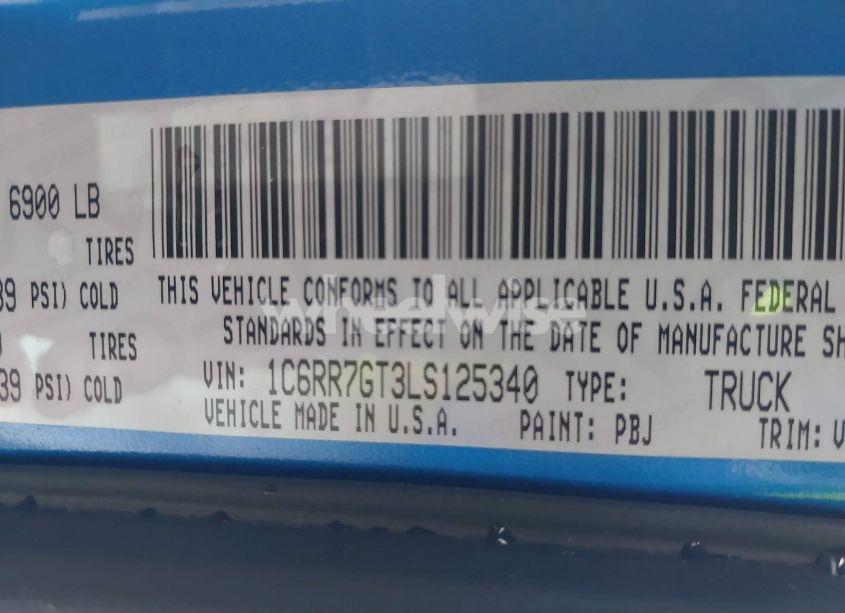 6900 LB
TIRES
39 PSI) COLD
TIRES
39 PSI) COLD
THIS VEHICLE CONFORMS TO ALL APPLICABLE U.S.A. FEDERAL
STANDARDS IN EFFECT ON THE DATE OF MANUFACTURE SH
VIN: 1C6RR7GT3LS125340 TYPE: TRUCK
VEHICLE MADE IN U.S.A. PAINT: PBJ TRIM: V
wheelwise